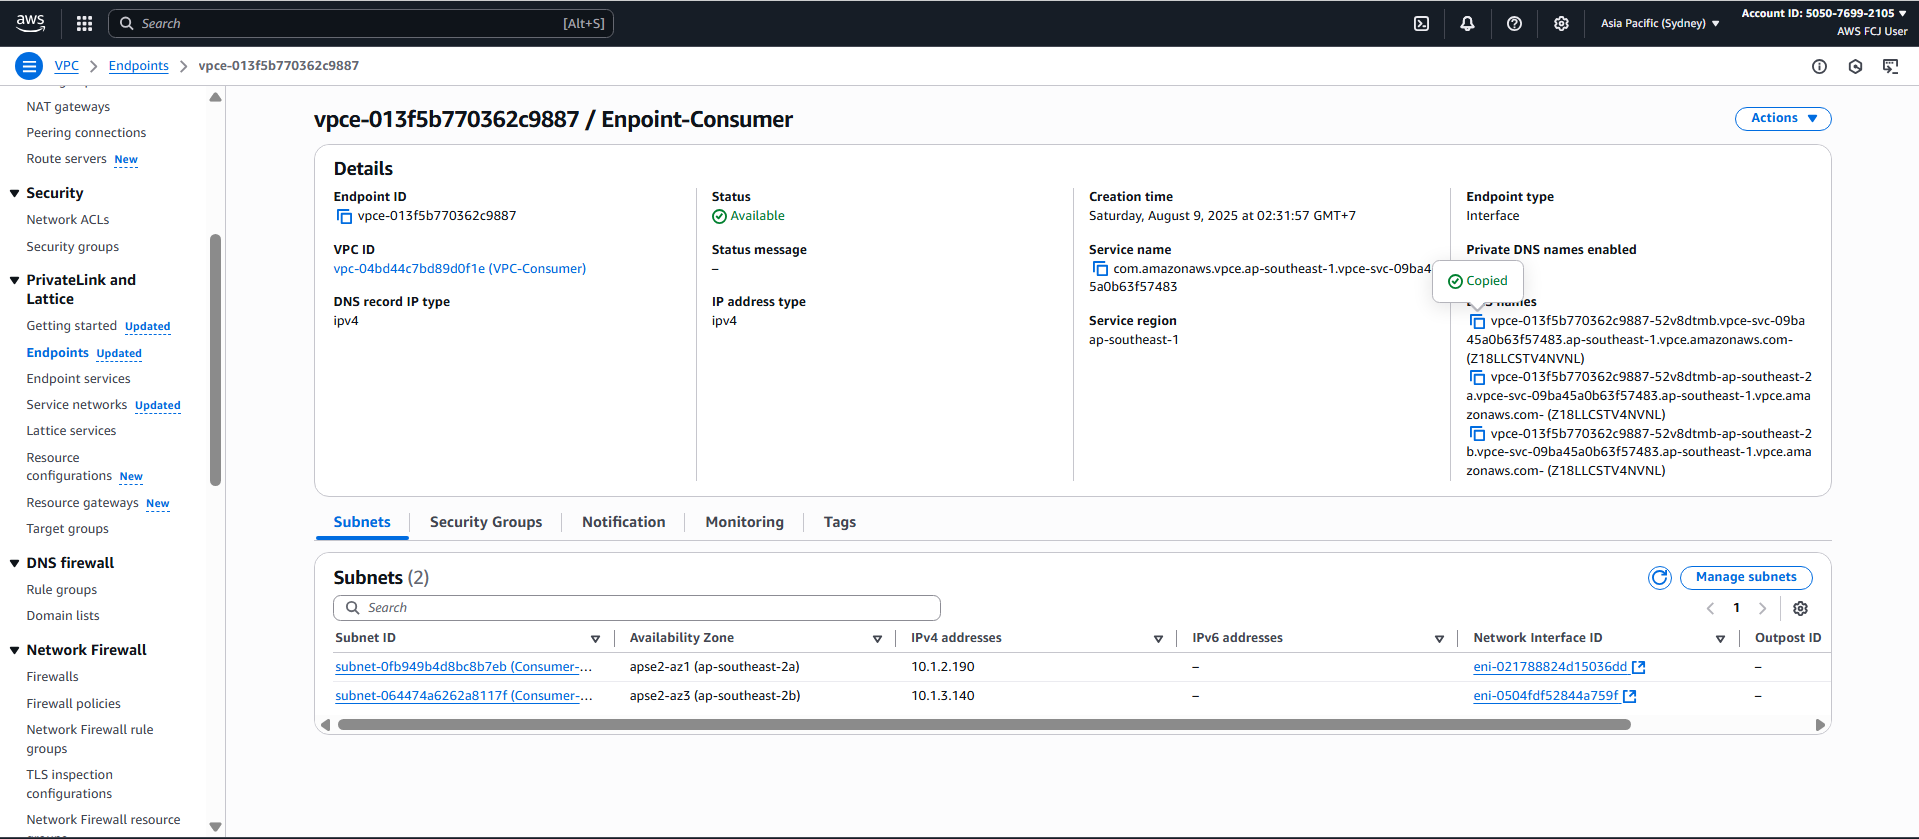 aws
Search
[Alt+S]
Asia Pacific (Sydney)
Account ID: 5050-7699-2105
AWS FCJ User
VPC
Endpoints
vpce-013f5b770362c9887
NAT gateways
Peering connections
Route servers New
Security
Network ACLs
Security groups
PrivateLink and
Lattice
Getting started Updated
Endpoints Updated
Endpoint services
Service networks Updated
Lattice services
Resource
configurations New
Resource gateways New
Target groups
DNS firewall
Rule groups
Domain lists
Network Firewall
Firewalls
Firewall policies
Network Firewall rule
groups
TLS inspection
configurations
Network Firewall resource
vpce-013f5b770362c9887 / Enpoint-Consumer
Actions
Details
Endpoint ID
vpce-013f5b770362c9887
VPC ID
vpc-04bd44c7bd89d0f1e (VPC-Consumer)
DNS record IP type
ipv4
Status
Available
Status message
–
IP address type
ipv4
Creation time
Saturday, August 9, 2025 at 02:31:57 GMT+7
Service name
com.amazonaws.vpce.ap-southeast-1.vpce-svc-09ba4
5a0b63f57483
Service region
ap-southeast-1
Endpoint type
Interface
Private DNS names enabled
Copied
names
vpce-013f5b770362c9887-52v8dtmb.vpce-svc-09ba
45a0b63f57483.ap-southeast-1.vpce.amazonaws.com-
(Z18LLCSTV4NVNL)
vpce-013f5b770362c9887-52v8dtmb-ap-southeast-2
a.vpce-svc-09ba45a0b63f57483.ap-southeast-1.vpce.ama
zonaws.com- (Z18LLCSTV4NVNL)
vpce-013f5b770362c9887-52v8dtmb-ap-southeast-2
b.vpce-svc-09ba45a0b63f57483.ap-southeast-1.vpce.ama
zonaws.com- (Z18LLCSTV4NVNL)
Subnets
Security Groups
Notification
Monitoring
Tags
Subnets (2)
Manage subnets
Search
1
Subnet ID Availability Zone IPv4 addresses IPv6 addresses Network Interface ID Outpost ID
subnet-0fb949b4d8bc8b7eb (Consumer-... apse2-az1 (ap-southeast-2a) 10.1.2.190 – eni-021788824d15036dd –
subnet-064474a6262a8117f (Consumer-... apse2-az3 (ap-southeast-2b) 10.1.3.140 – eni-0504fdf52844a759f –